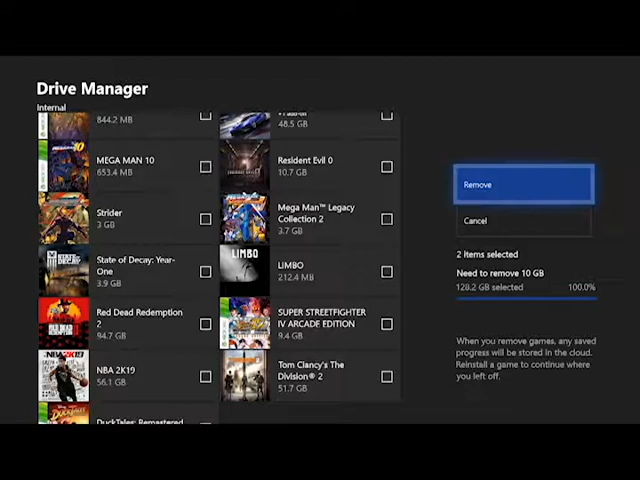 Drive Manager
Internal
844.2 MB
MEGA MAN 10
653.4 MB
Strider
3 GB
State of Decay: Year-
One
3.9 GB
Red Dead Redemption
2
94.7 GB
NBA 2K19
56.1 GB
DuckTales: Remastered
+1 add-on
48.5 GB
Resident Evil 0
10.7 GB
Mega Man™ Legacy
Collection 2
3.7 GB
LIMBO
LIMBO
212.4 MB
SUPER STREETFIGHTER
IV ARCADE EDITION
9.4 GB
Tom Clancy's The
Division® 2
51.7 GB
Remove
Cancel
2 items selected
Need to remove 10 GB
128.2 GB selected 100.0%
When you remove games, any saved
progress will be stored in the cloud.
Reinstall a game to continue where
you left off.